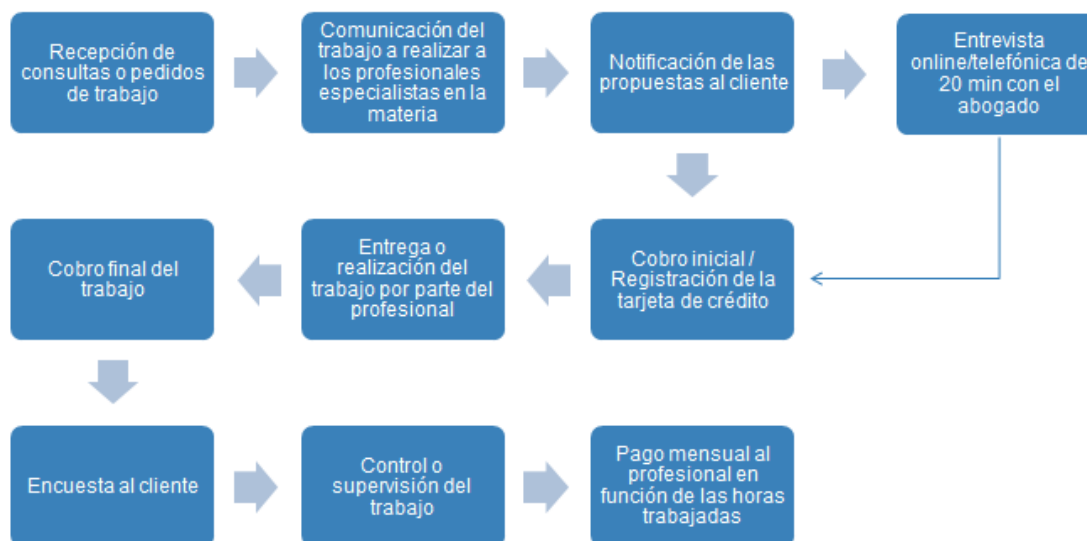 Recepción de
consultas o pedidos
de trabajo
Comunicación del
trabajo a realizar a
los profesionales
especialistas en la
materia
Notificación de las
propuestas al cliente
Entrevista
online/telefónica de
20 min con el
abogado
Cobro inicial /
Registración de la
tarjeta de crédito
Entrega o
realización del
trabajo por parte del
profesional
Cobro final del
trabajo
Encuesta al cliente
Control o
supervisión del
trabajo
Pago mensual al
profesional en
función de las horas
trabajadas